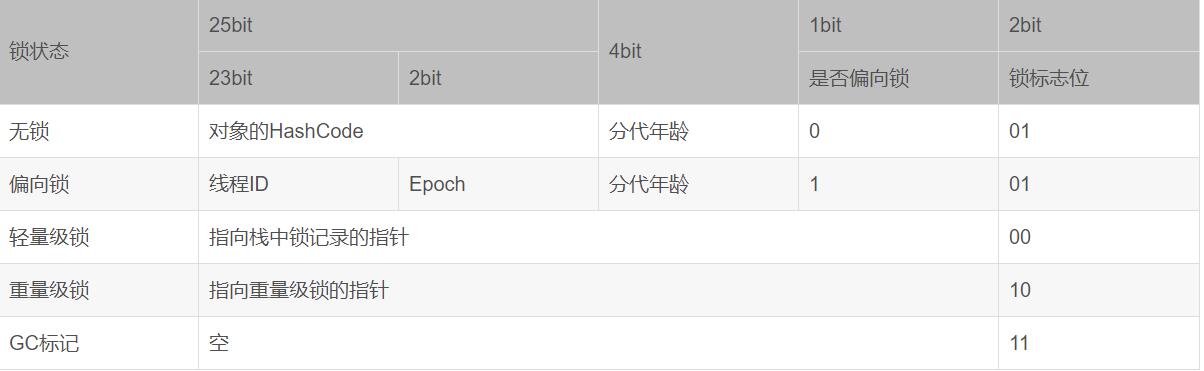 锁状态 25bit 4bit 1bit 2bit
23bit 2bit 是否偏向锁 锁标志位
无锁 对象的HashCode 分代年龄 0 01
偏向锁 线程ID Epoch 分代年龄 1 01
轻量级锁 指向栈中锁记录的指针 00
重量级锁 指向重量级锁的指针 10
GC标记 空 11